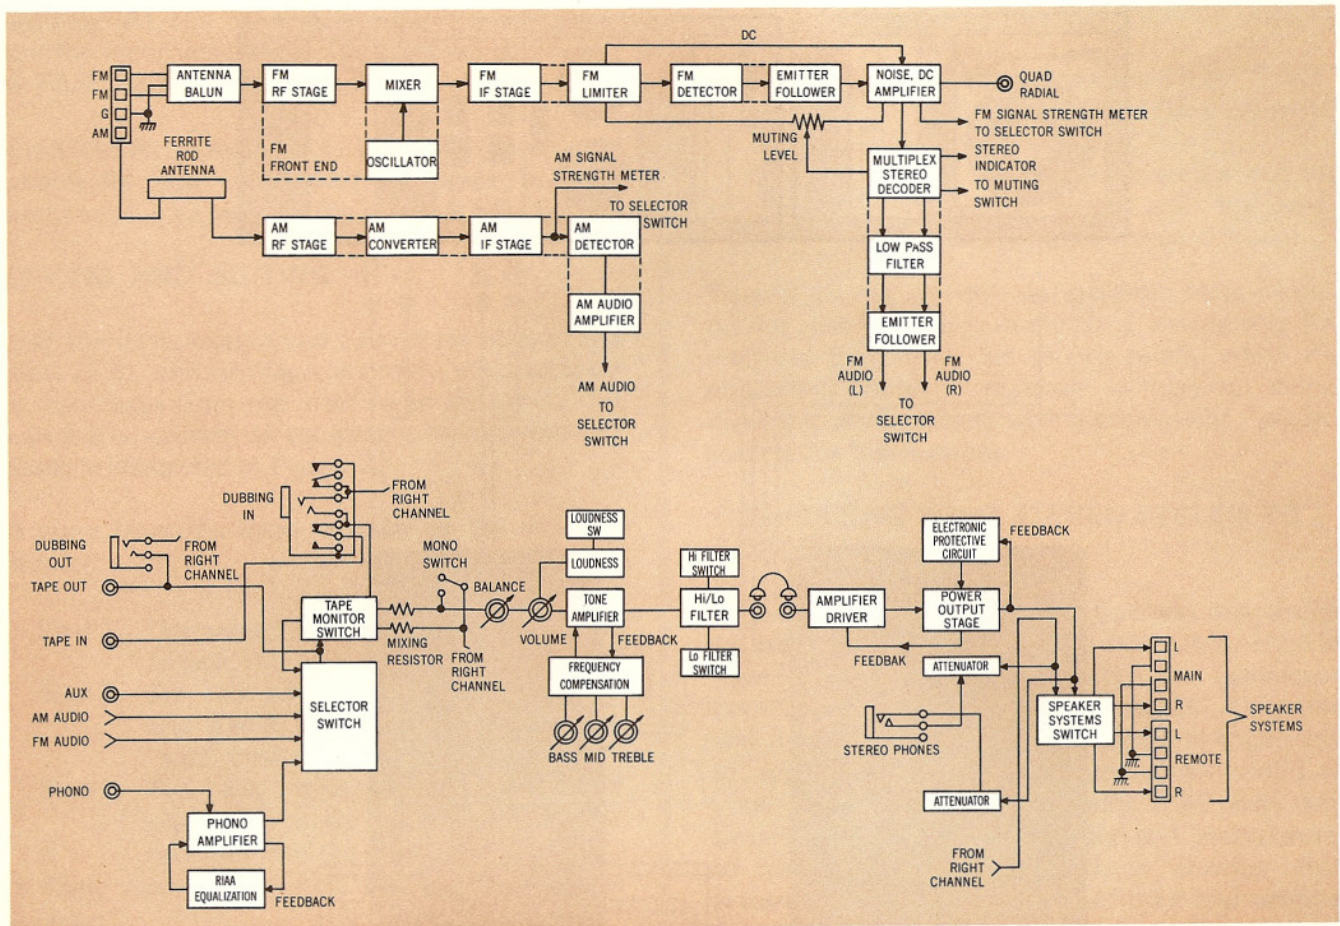 DC
FM
FM
G
AM
ANTENNA
BALUN
FM
RF STAGE
MIXER
FM
IF STAGE
FM
LIMITER
FM
DETECTOR
EMITTER
FOLLOWER
NOISE, DC
AMPLIFIER
QUAD
RADIAL
FERRITE
ROD
ANTENNA
FM
FRONT END
OSCILLATOR
MUTING
LEVEL
FM SIGNAL STRENGTH METER
TO SELECTOR SWITCH
STEREO
INDICATOR
TO MUTING
SWITCH
MULTIPLEX
STEREO
DECODER
AM SIGNAL
STRENGTH METER
TO SELECTOR
SWITCH
AM
RF STAGE
AM
CONVERTER
AM
IF STAGE
AM
DETECTOR
LOW PASS
FILTER
AM AUDIO
AMPLIFIER
EMITTER
FOLLOWER
AM AUDIO
TO
SELECTOR
SWITCH
FM
AUDIO
(L)
FM
AUDIO
(R)
TO
SELECTOR
SWITCH
DUBBING
IN
FROM
RIGHT
CHANNEL
DUBBING
OUT
FROM
RIGHT
CHANNEL
TAPE OUT
TAPE IN
AUX
AM AUDIO
FM AUDIO
PHONO
TAPE
MONITOR
SWITCH
SELECTOR
SWITCH
PHONO
AMPLIFIER
RIAA
EQUALIZATION
FEEDBACK
MONO
SWITCH
MIXING
RESISTOR
FROM
RIGHT
CHANNEL
BALANCE
VOLUME
LOUDNESS
SW
LOUDNESS
TONE
AMPLIFIER
FEEDBACK
FREQUENCY
COMPENSATION
BASS MID TREBLE
Hi FILTER
SWITCH
Hi/Lo
FILTER
Lo FILTER
SWITCH
AMPLIFIER
DRIVER
ELECTRONIC
PROTECTIVE
CIRCUIT
FEEDBACK
POWER
OUTPUT
STAGE
FEEDBAK
ATTENUATOR
STEREO PHONES
ATTENUATOR
FROM
RIGHT
CHANNEL
SPEAKER
SYSTEMS
SWITCH
L
MAIN
R
L
REMOTE
R
SPEAKER
SYSTEMS